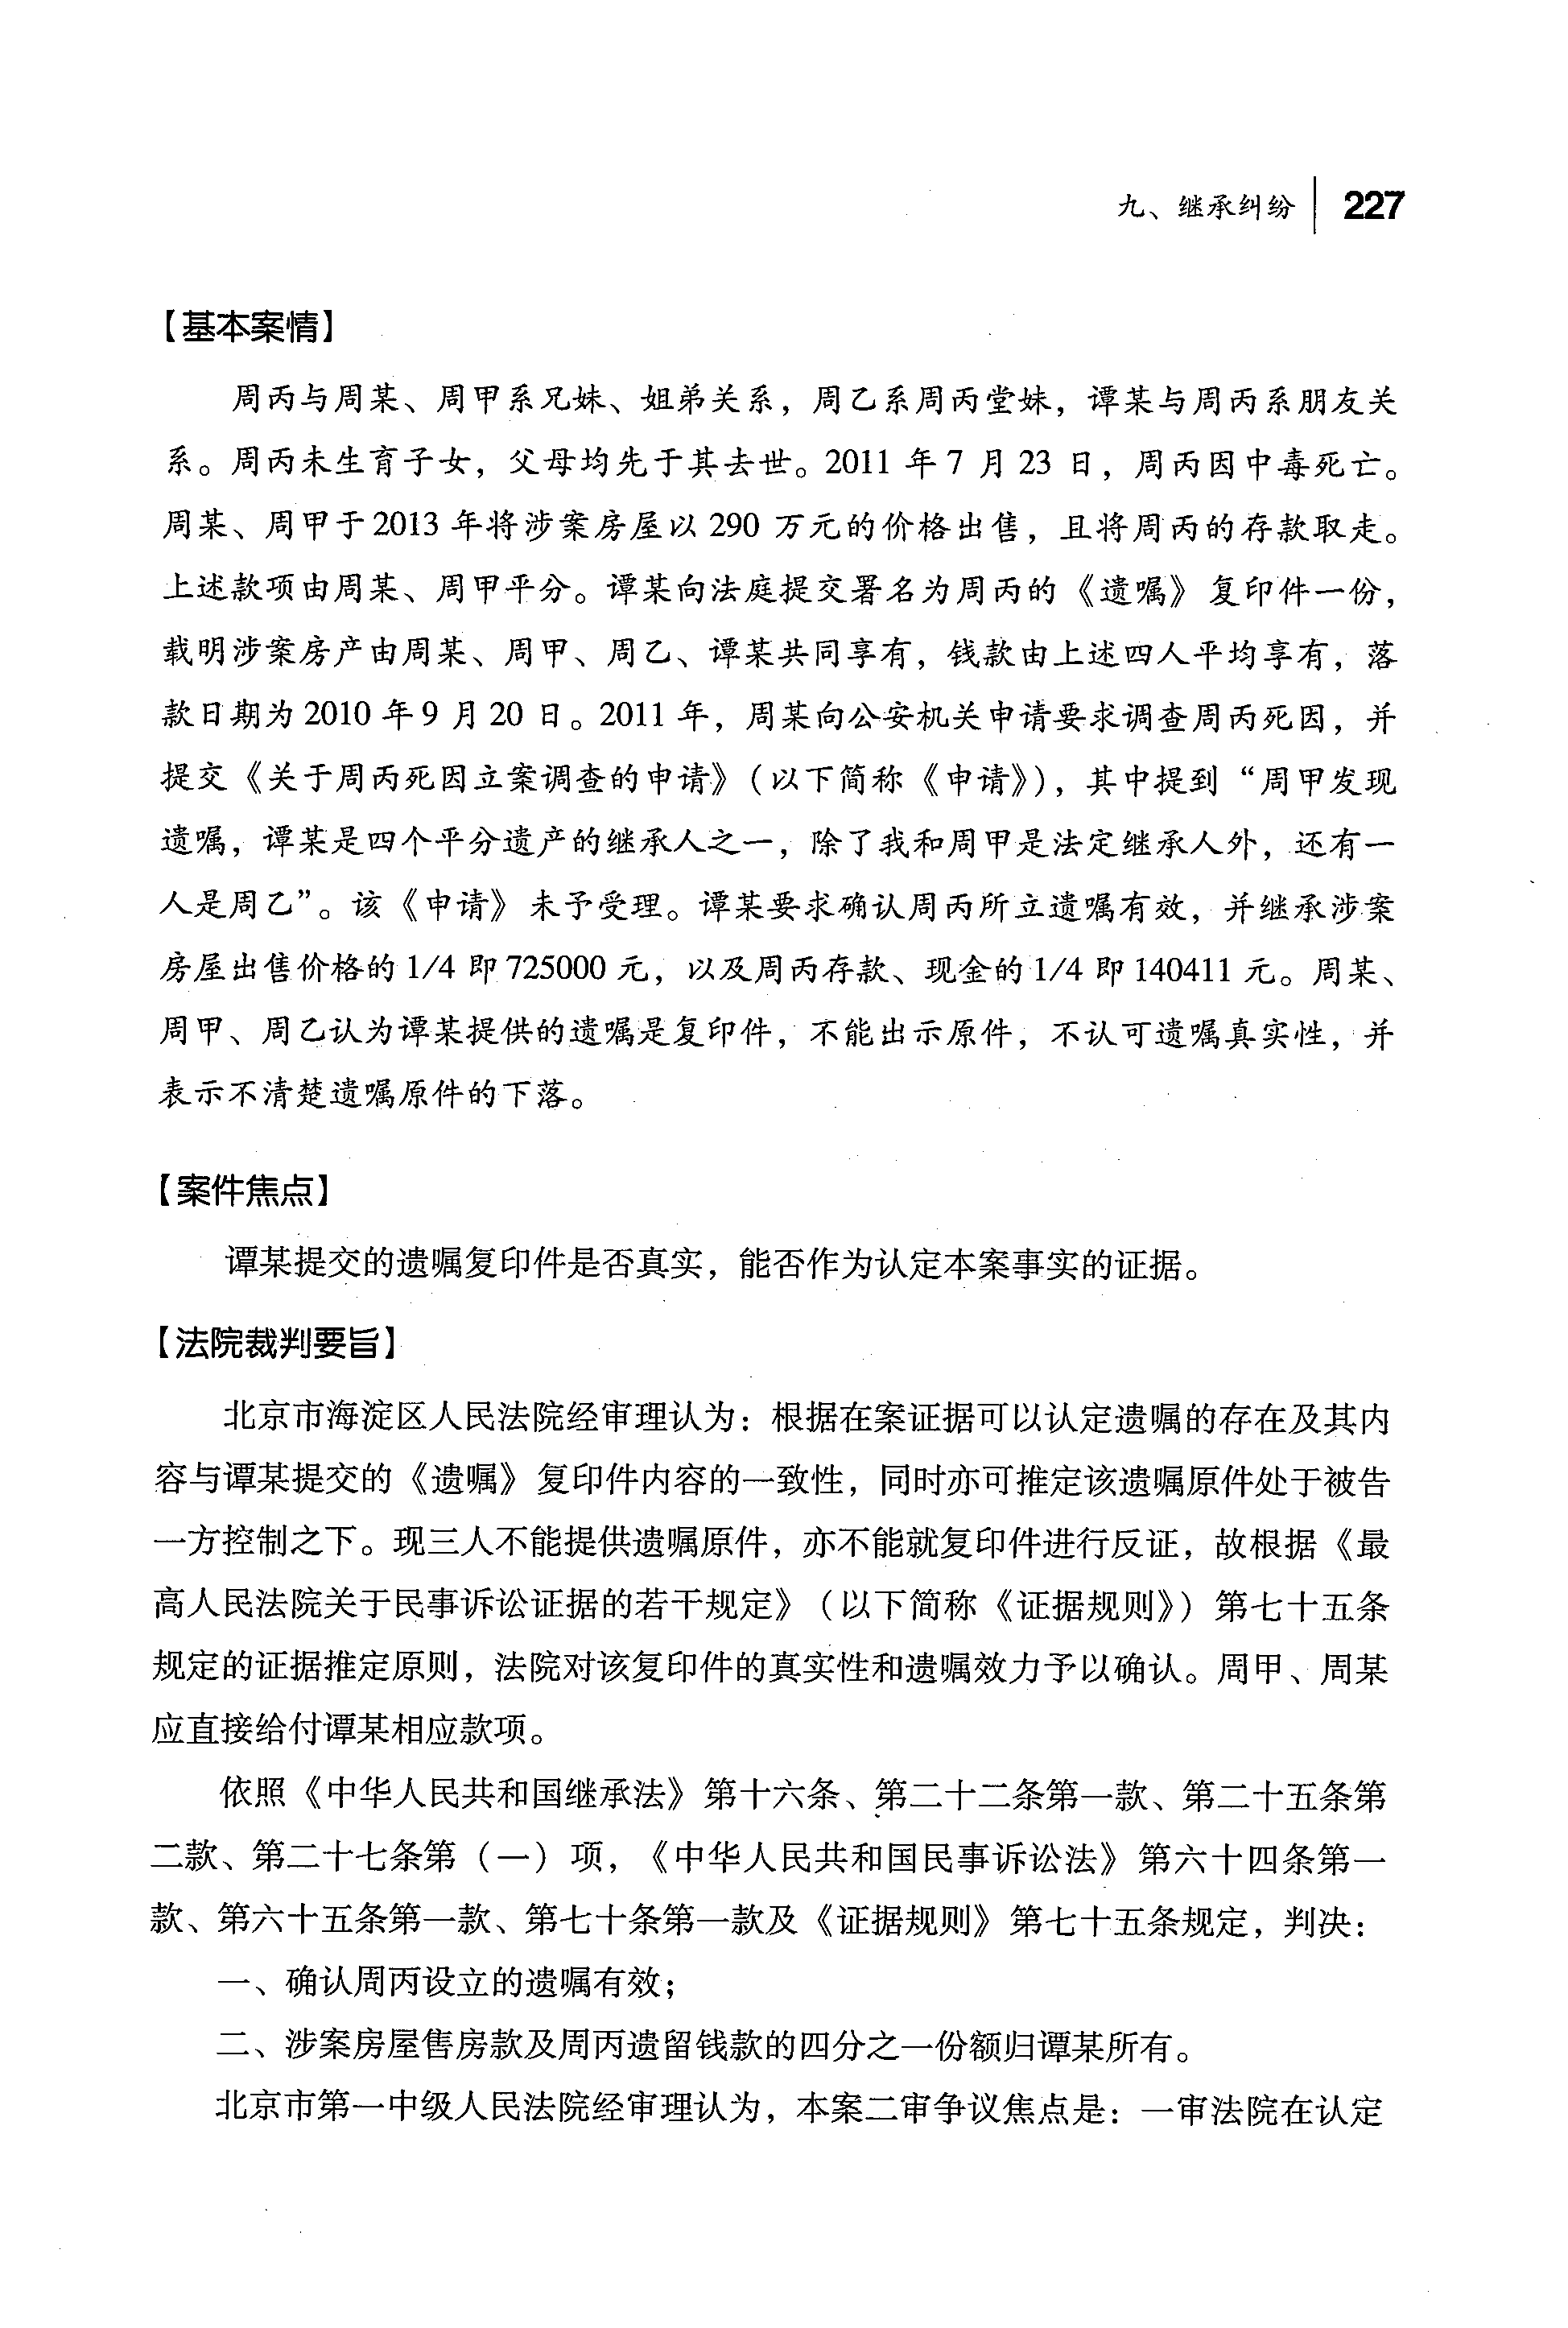 九、继承纠纷 227
【基本案情】
周丙与周某、周甲系兄妹、姐弟关系，周乙系周丙堂妹，谭某与周丙系朋友关
系。周丙未生育子女，父母均先于其去世。2011 年 7 月 23 日，周丙因中毒死亡。
周某、周甲于 2013 年将涉案房屋以 290 万元的价格出售，且将周丙的存款取走。
上述款项由周某、周甲平分。谭某向法庭提交署名为周丙的《遗嘱》复印件一份，
载明涉案房产由周某、周甲、周乙、谭某共同享有，钱款由上述四人平均享有，落
款日期为 2010 年 9 月 20 日。2011 年，周某向公安机关申请要求调查周丙死因，并
提交《关于周丙死因立案调查的申请》（以下简称《申请》），其中提到“周甲发现
遗嘱，谭某是四个平分遗产的继承人之一，除了我和周甲是法定继承人外，还有一
人是周乙”。该《申请》未予受理。谭某要求确认周丙所立遗嘱有效，并继承涉案
房屋出售价格的 1/4 即 725000 元，以及周丙存款、现金的 1/4 即 140411 元。周某、
周甲、周乙认为谭某提供的遗嘱是复印件，不能出示原件，不认可遗嘱真实性，并
表示不清楚遗嘱原件的下落。
【案件焦点】
谭某提交的遗嘱复印件是否真实，能否作为认定本案事实的证据。
【法院裁判要旨】
北京市海淀区人民法院经审理认为：根据在案证据可以认定遗嘱的存在及其内
容与谭某提交的《遗嘱》复印件内容的一致性，同时亦可推定该遗嘱原件处于被告
一方控制之下。现三人不能提供遗嘱原件，亦不能就复印件进行反证，故根据《最
高人民法院关于民事诉讼证据的若干规定》（以下简称《证据规则》）第七十五条
规定的证据推定原则，法院对该复印件的真实性和遗嘱效力予以确认。周甲、周某
应直接给付谭某相应款项。
依照《中华人民共和国继承法》第十六条、第二十二条第一款、第二十五条第
二款、第二十七条第（一）项，《中华人民共和国民事诉讼法》第六十四条第一
款、第六十五条第一款、第七十条第一款及《证据规则》第七十五条规定，判决：
一、确认周丙设立的遗嘱有效；
二、涉案房屋售房款及周丙遗留钱款的四分之一份额归谭某所有。
北京市第一中级人民法院经审理认为，本案二审争议焦点是：一审法院在认定